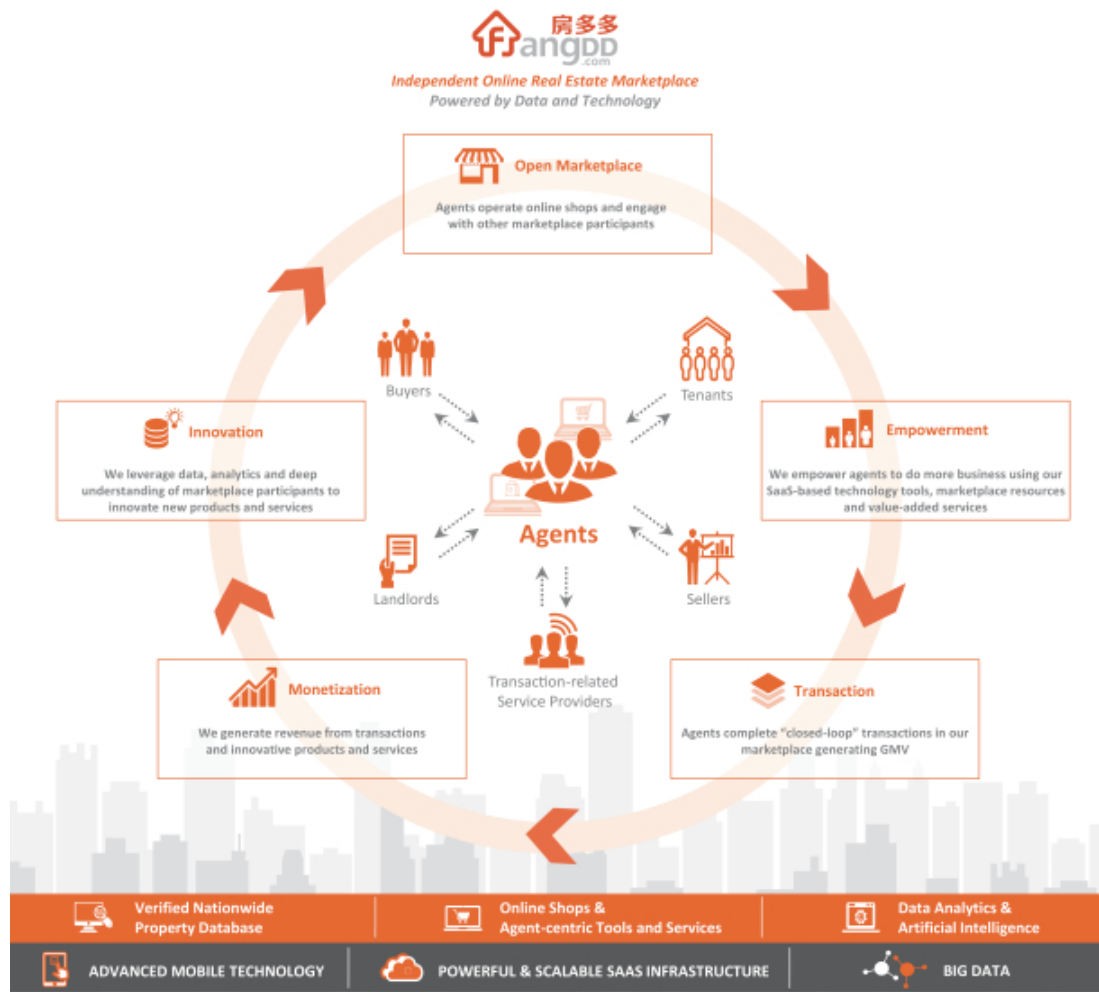 房多多
FangDD
.com
Independent Online Real Estate Marketplace
Powered by Data and Technology
Open Marketplace
Agents operate online shops and engage
with other marketplace participants
Buyers
Tenants
Innovation
We leverage data, analytics and deep
understanding of marketplace participants to
innovate new products and services
Empowerment
We empower agents to do more business using our
SaaS-based technology tools, marketplace resources
and value-added services
Agents
Landlords
Sellers
Transaction-related
Service Providers
Monetization
We generate revenue from transactions
and innovative products and services
Transaction
Agents complete “closed-loop” transactions in our
marketplace generating GMV
Verified Nationwide
Property Database
Online Shops &
Agent-centric Tools and Services
Data Analytics &
Artificial Intelligence
ADVANCED MOBILE TECHNOLOGY
POWERFUL & SCALABLE SAAS INFRASTRUCTURE
BIG DATA